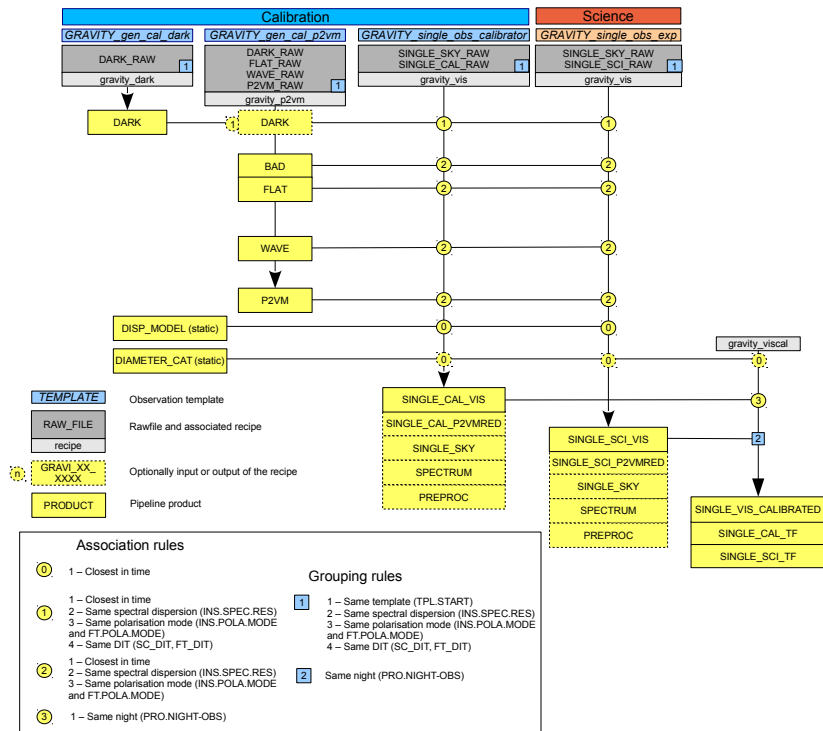 Calibration
Science
GRAVITY_gen_cal_dark
GRAVITY_gen_cal_p2vm
GRAVITY_single_obs_calibrator
GRAVITY_single_obs_exp
DARK_RAW
1
gravity_dark
DARK_RAW
FLAT_RAW
WAVE_RAW
P2VM_RAW
1
gravity_p2vm
SINGLE_SKY_RAW
SINGLE_CAL_RAW
1
gravity_vis
SINGLE_SKY_RAW
SINGLE_SCI_RAW
1
gravity_vis
DARK
1
DARK
1
1
BAD
2
2
FLAT
2
2
WAVE
2
2
P2VM
2
2
DISP_MODEL (static)
0
0
gravity_viscal
DIAMETER_CAT (static)
0
0
0
TEMPLATE
Observation template
RAW_FILE
recipe
Rawfile and associated recipe
n
GRAVI_XX_
XXXX
Optionally input or output of the recipe
PRODUCT
Pipeline product
SINGLE_CAL_VIS
3
SINGLE_CAL_P2VMRED
SINGLE_SKY
SPECTRUM
PREPROC
SINGLE_SCI_VIS
2
SINGLE_SCI_P2VMRED
SINGLE_SKY
SPECTRUM
PREPROC
SINGLE_VIS_CALIBRATED
SINGLE_CAL_TF
SINGLE_SCI_TF
Association rules
0
1 – Closest in time
1
1 – Closest in time
2 – Same spectral dispersion (INS.SPEC.RES)
3 – Same polarisation mode (INS.POLA.MODE
and FT.POLA.MODE)
4 – Same DIT (SC_DIT, FT_DIT)
2
1 – Closest in time
2 – Same spectral dispersion (INS.SPEC.RES)
3 – Same polarisation mode (INS.POLA.MODE
and FT.POLA.MODE)
3
1 – Same night (PRO.NIGHT-OBS)
Grouping rules
1
1 – Same template (TPL.START)
2 – Same spectral dispersion (INS.SPEC.RES)
3 – Same polarisation mode (INS.POLA.MODE
and FT.POLA.MODE)
4 – Same DIT (SC_DIT, FT_DIT)
2
Same night (PRO.NIGHT-OBS)